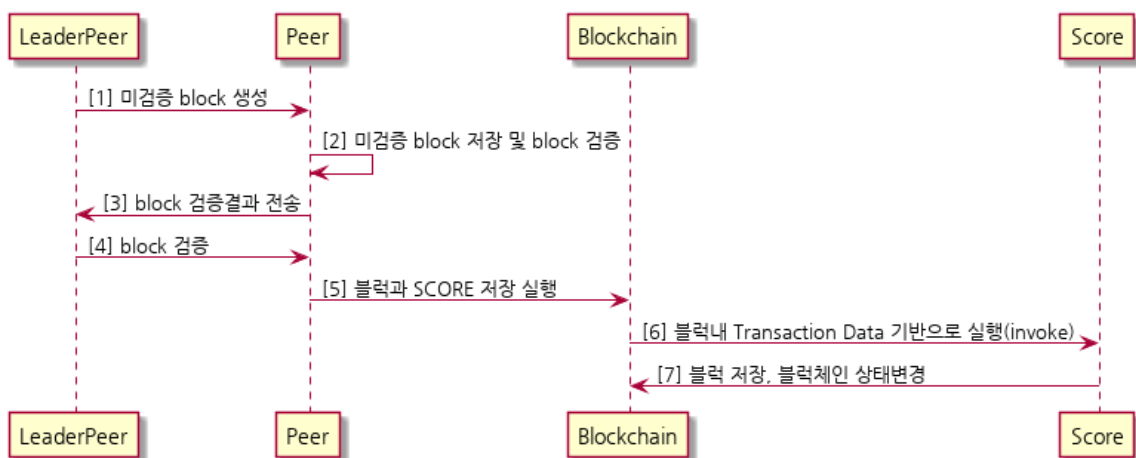 LeaderPeer Peer Blockchain Score
[1] 미검증 block 생성
[2] 미검증 block 저장 및 block 검증
[3] block 검증결과 전송
[4] block 검증
[5] 블럭과 SCORE 저장 실행
[6] 블럭내 Transaction Data 기반으로 실행(invoke)
[7] 블럭 저장, 블럭체인 상태변경
LeaderPeer Peer Blockchain Score